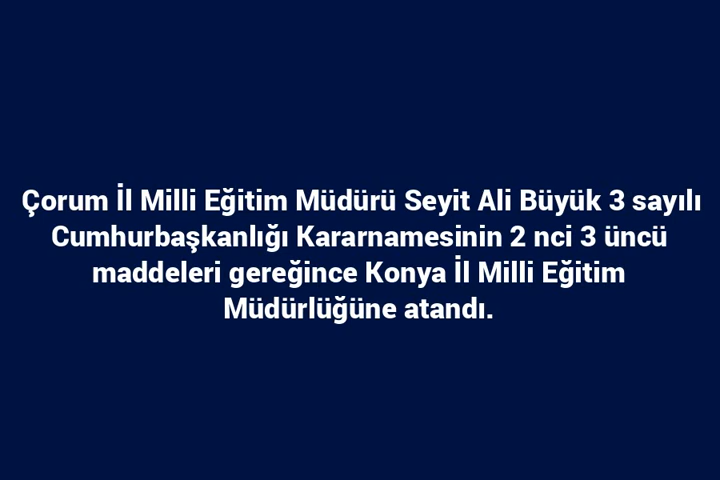 Çorum İl Milli Eğitim Müdürü Seyit Ali Büyük 3 sayılı
Cumhurbaşkanlığı Kararnamesinin 2 nci 3 üncü
maddeleri gereğince Konya İl Milli Eğitim
Müdürlüğüne atandı.